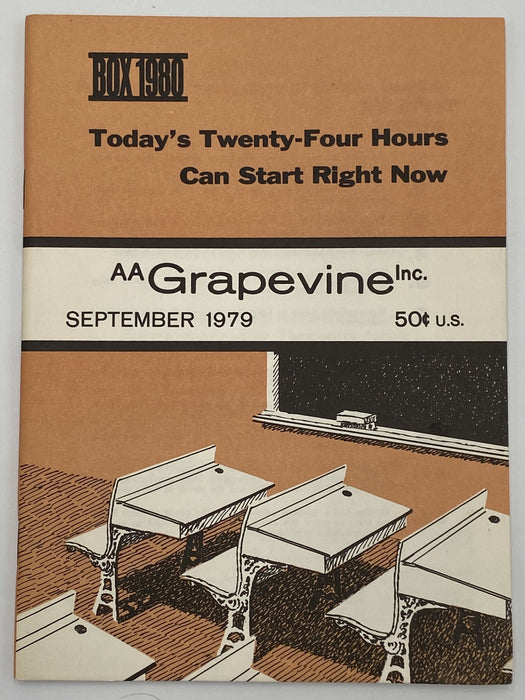 BOX 1980
Today's Twenty-Four Hours
Can Start Right Now
AA Grapevine Inc.
SEPTEMBER 1979 50¢ U.S.